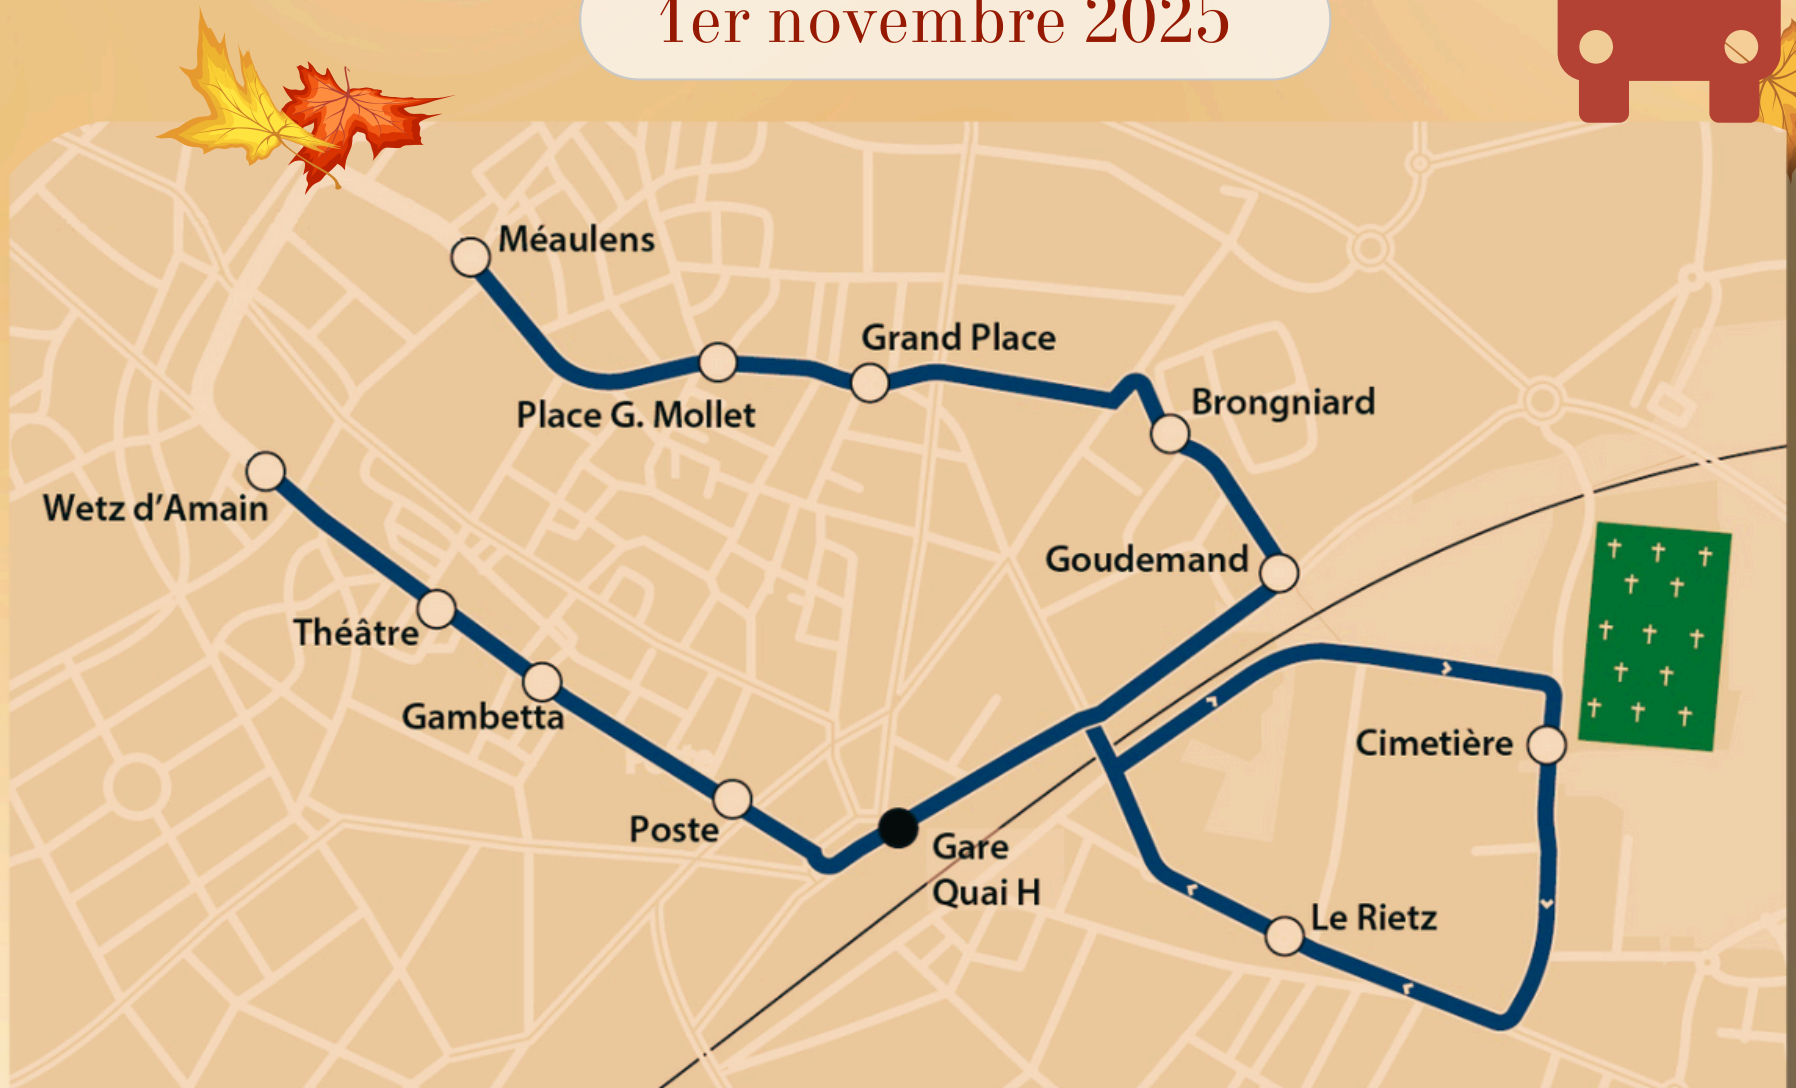 1er novembre 2025
Méaulens
Grand Place
Place G. Mollet
Brongniard
Wetz d’Amain
Goudemand
Théâtre
Gambetta
Cimetière
Poste
Gare
Quai H
Le Rietz